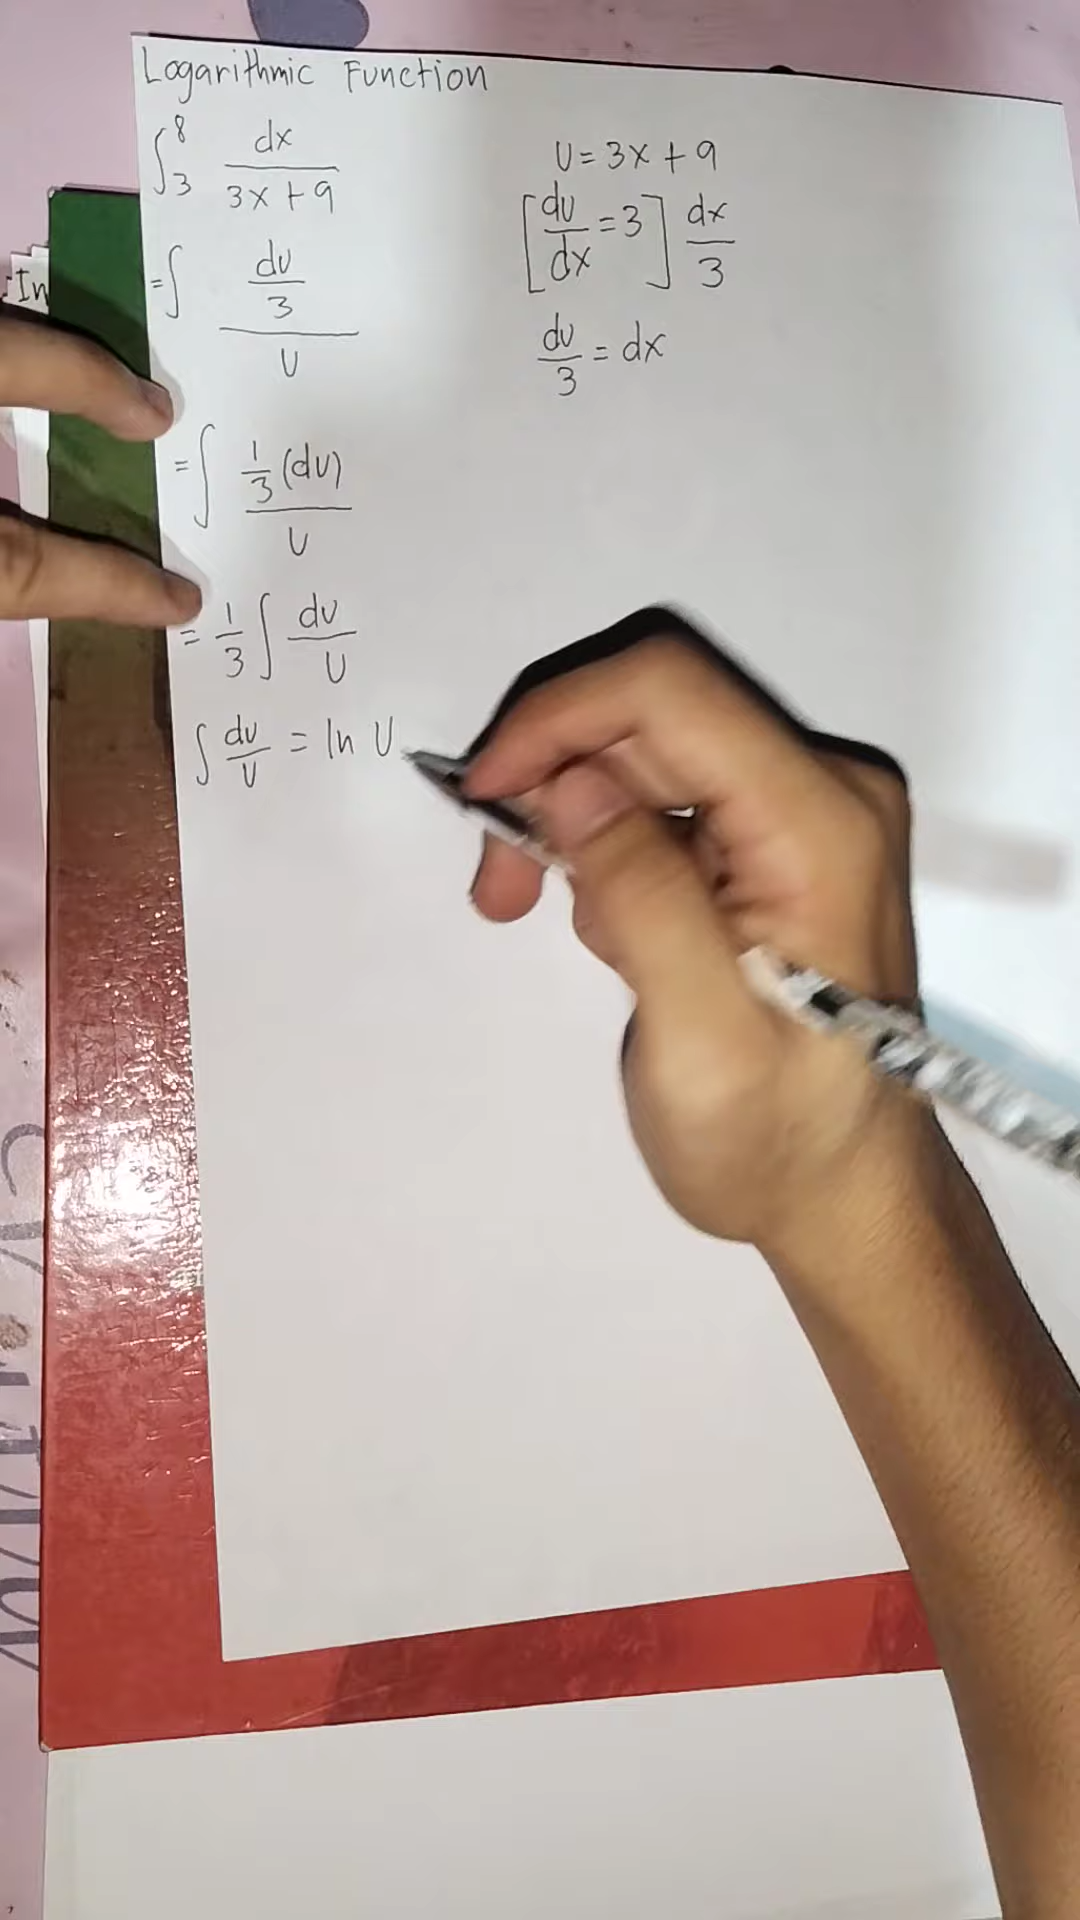 Logarithmic Function
∫₃⁸ dx/(3x+9)
= ∫ (du/3)/u
= ∫ (1/3 (du))/u
= 1/3 ∫ du/u
∫ du/u = ln u
u = 3x + 9
[du/dx = 3] dx/3
du/3 = dx
In